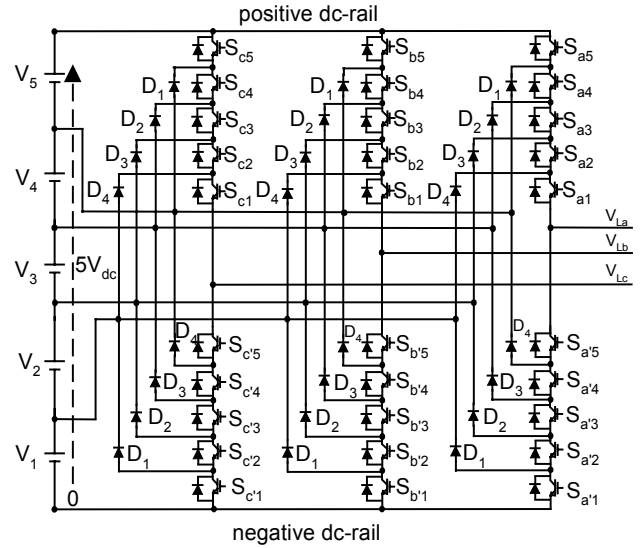 positive dc-rail
V5
V4
V3
V2
V1
5Vdc
0
D1
D2
D3
D4
Sc5
Sc4
Sc3
Sc2
Sc1
D4
D3
D2
D1
Sc'5
Sc'4
Sc'3
Sc'2
Sc'1
D1
D2
D3
D4
Sb5
Sb4
Sb3
Sb2
Sb1
D4
D3
D2
D1
Sb'5
Sb'4
Sb'3
Sb'2
Sb'1
D1
D2
D3
D4
Sa5
Sa4
Sa3
Sa2
Sa1
D4
D3
D2
D1
Sa'5
Sa'4
Sa'3
Sa'2
Sa'1
VLa
VLb
VLc
negative dc-rail